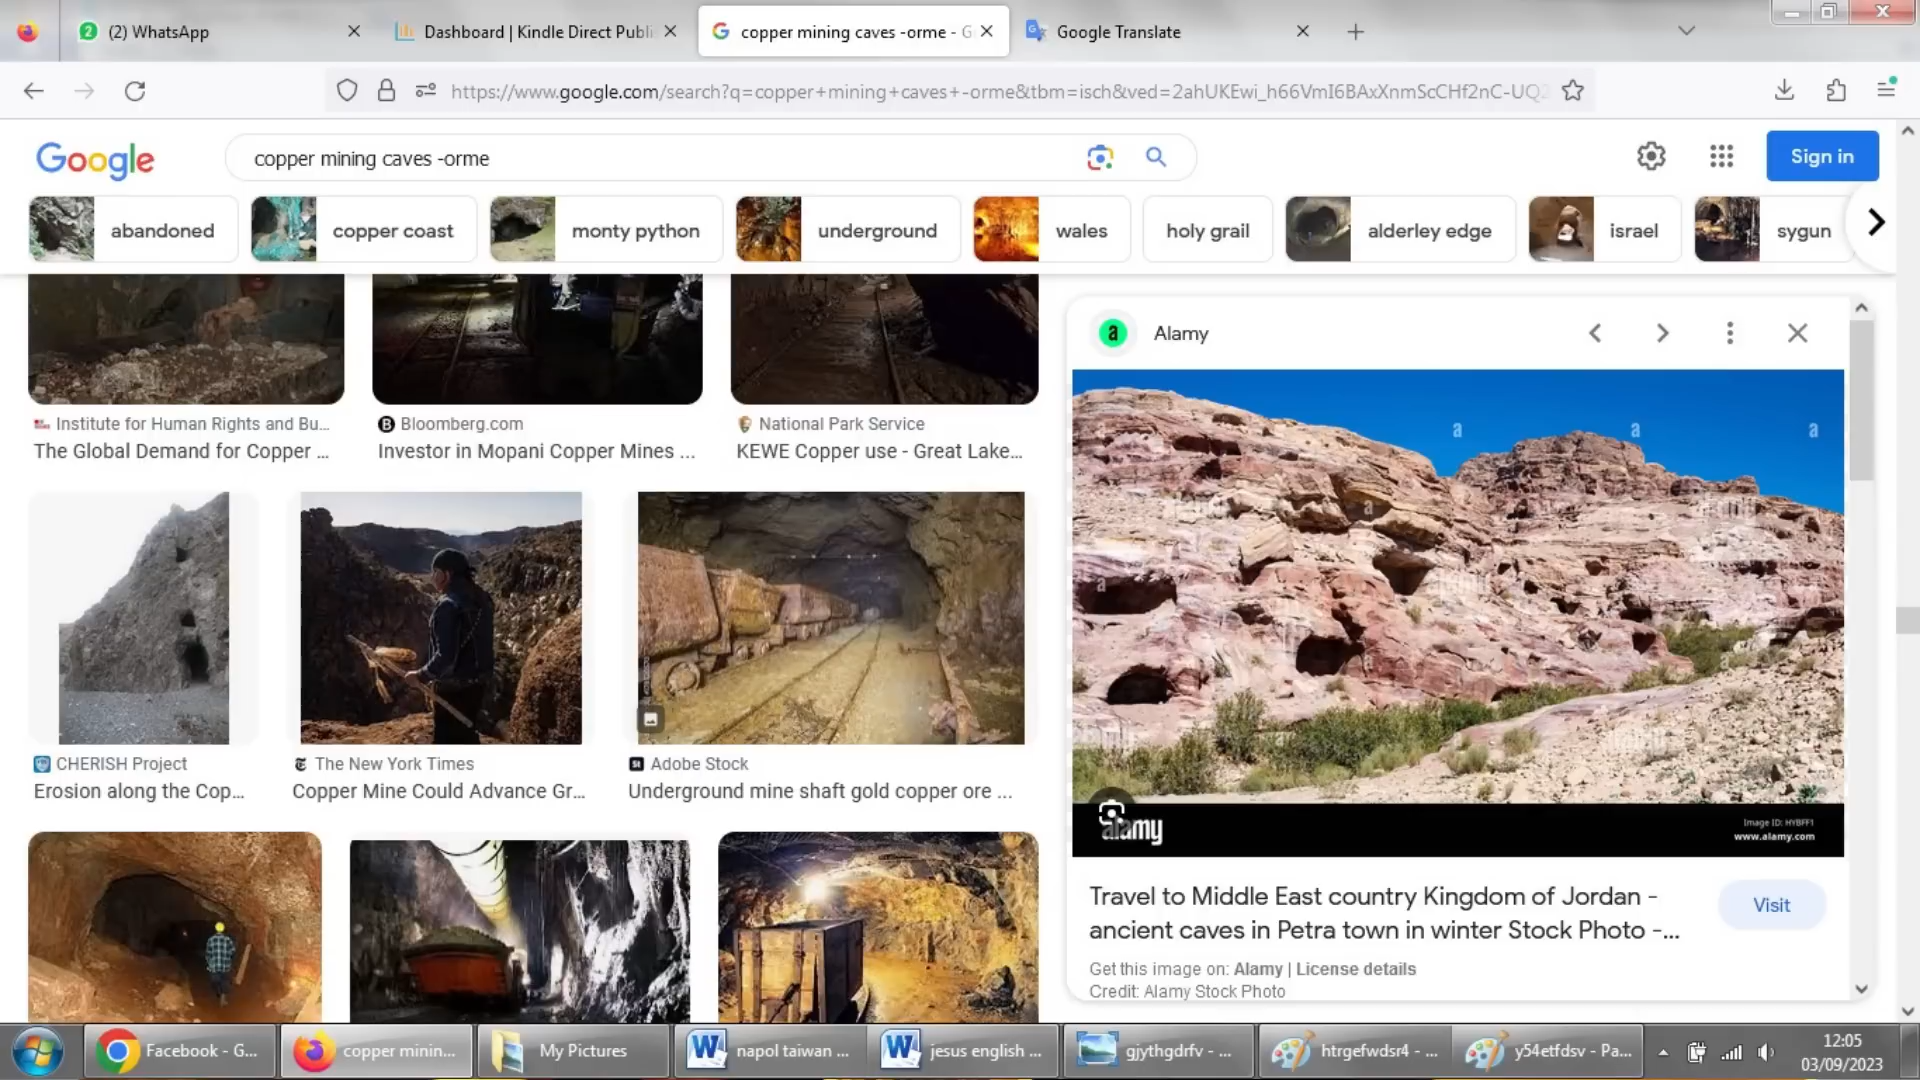 (2) WhatsApp
Dashboard | Kindle Direct Publi
copper mining caves -orme - G
Google Translate
https://www.google.com/search?q=copper+mining+caves+-orme&tbm=isch&ved=2ahUKEwi_h66VmI6BAxXnmScCHf2nC-UQ2
Google
copper mining caves -orme
Sign in
abandoned
copper coast
monty python
underground
wales
holy grail
alderley edge
israel
sygun
Institute for Human Rights and Bu...
The Global Demand for Copper ...
Bloomberg.com
Investor in Mopani Copper Mines ...
National Park Service
KEWE Copper use - Great Lake...
CHERISH Project
Erosion along the Cop...
The New York Times
Copper Mine Could Advance Gr...
Adobe Stock
Underground mine shaft gold copper ore ...
a Alamy
a a a
alamy
Image ID: HYBFF1
www.alamy.com
Travel to Middle East country Kingdom of Jordan -
ancient caves in Petra town in winter Stock Photo -...
Visit
Get this image on: Alamy | License details
Credit: Alamy Stock Photo
Facebook - G...
copper minin...
My Pictures
napol taiwan ...
jesus english ...
gjythgdrfv - ...
htrgefwdsr4 - ...
y54etfdsv - Pa...
12:05
03/09/2023